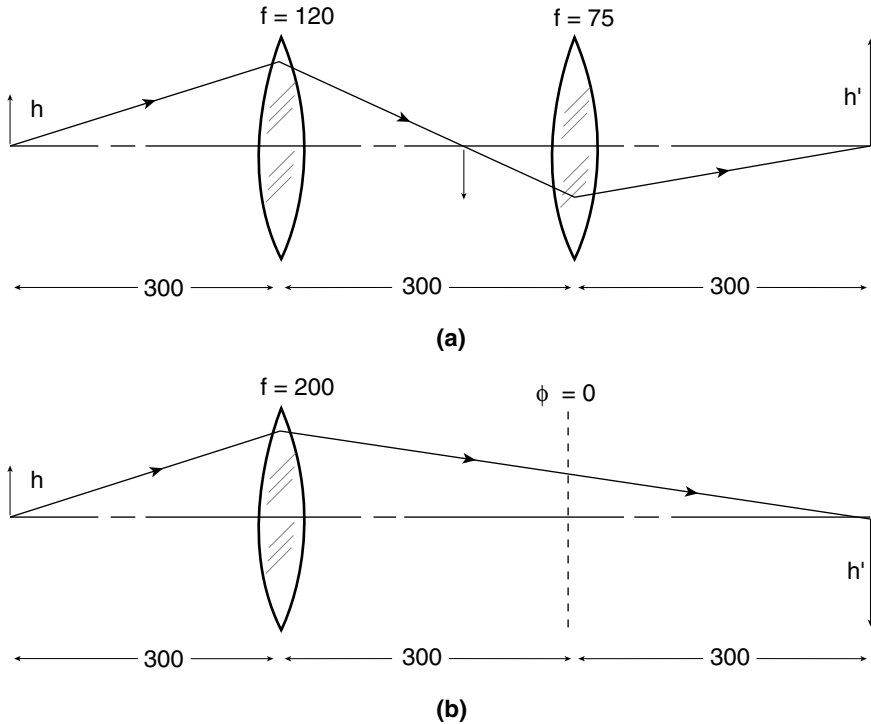 f = 120 f = 75
h h'
300 300 300
(a)
f = 200 ϕ = 0
h
h'
300 300 300
(b)